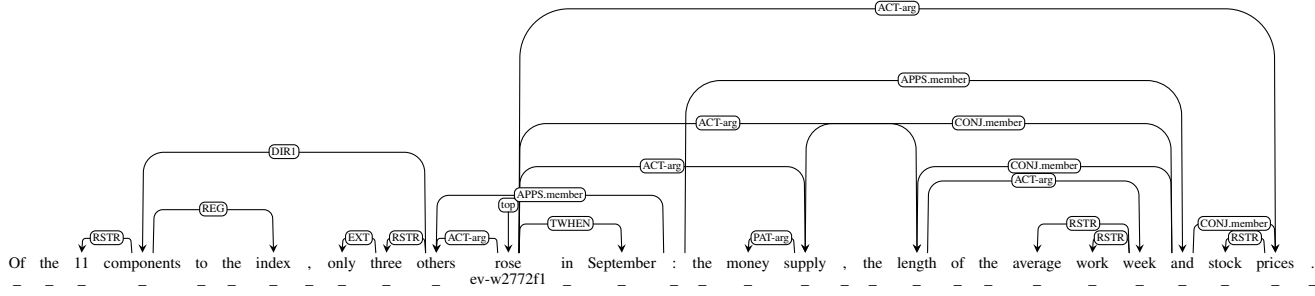 ACT-arg
APPS.member
ACT-arg CONJ.member
DIR1
ACT-arg CONJ.member
ACT-arg
APPS.member
top
REG
TWHEN RSTR CONJ.member
RSTR EXT RSTR ACT-arg PAT-arg RSTR RSTR
Of the 11 components to the index , only three others rose in September : the money supply , the length of the average work week and stock prices .
_ _ _ _ _ _ _ _ _ _ _ ev-w2772f1 _ _ _ _ _ _ _ _ _ _ _ _ _ _ _ _ _ _